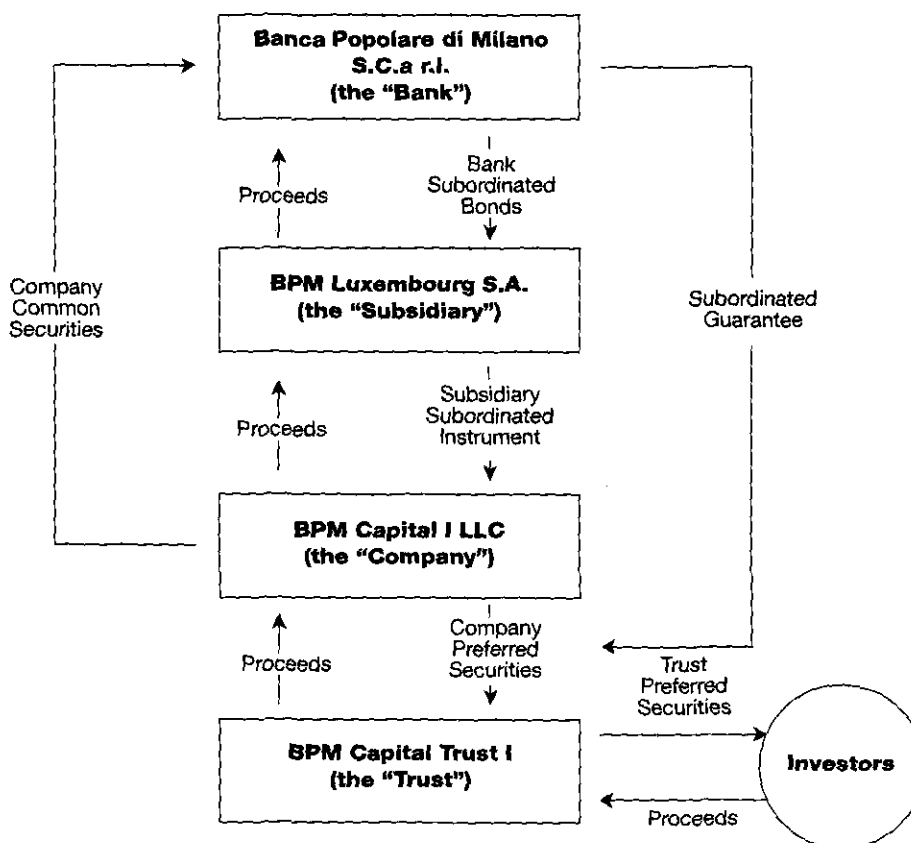 Banca Popolare di Milano
S.C.a r.l.
(the “Bank”)
Proceeds
Bank
Subordinated
Bonds
Company
Common
Securities
BPM Luxembourg S.A.
(the “Subsidiary”)
Subordinated
Guarantee
Proceeds
Subsidiary
Subordinated
Instrument
BPM Capital I LLC
(the “Company”)
Proceeds
Company
Preferred
Securities
Trust
Preferred
Securities
BPM Capital Trust I
(the “Trust”)
Investors
Proceeds